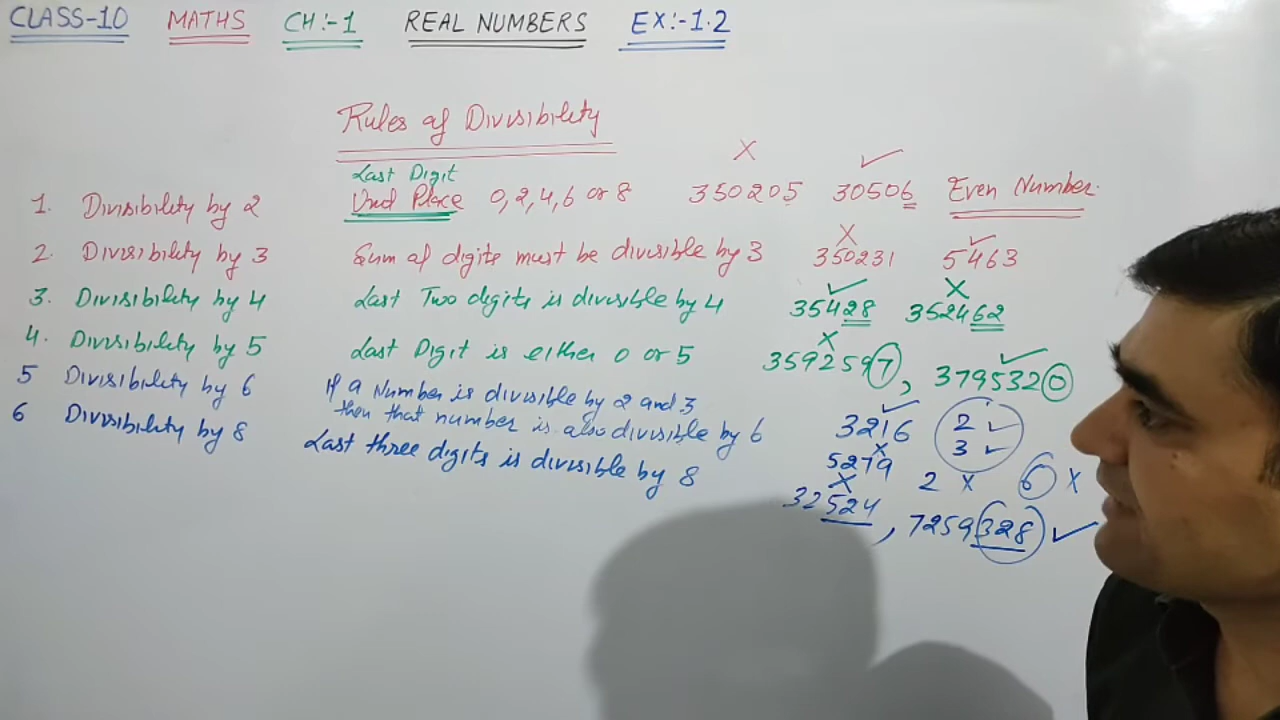 CLASS-10 MATHS CH:-1 REAL NUMBERS EX:-1.2
Rules of Divisibility
Last Digit
1. Divisibility by 2 Unit Place 0, 2, 4, 6 or 8 350205 X 30506 ✓ Even Number.
2. Divisibility by 3 Sum of digits must be divisible by 3 350231 X 5463 ✓
3. Divisibility by 4 Last Two digits is divisible by 4 35428 ✓ 352462 X
4. Divisibility by 5 Last Digit is either 0 or 5 3592597 X, 3795320 ✓
5 Divisibility by 6 If a Number is divisible by 2 and 3 3216 ✓ 2 ✓
then that number is also divisible by 6 3 ✓
5279 X 2 X 6 X
6 Divisibility by 8 Last three digits is divisible by 8 32524 X, 7259328 ✓